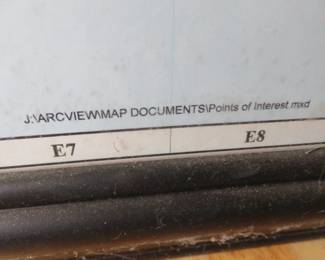 J:\ARCVIEW\MAP DOCUMENTS\Points of Interest mxd
E7 E8